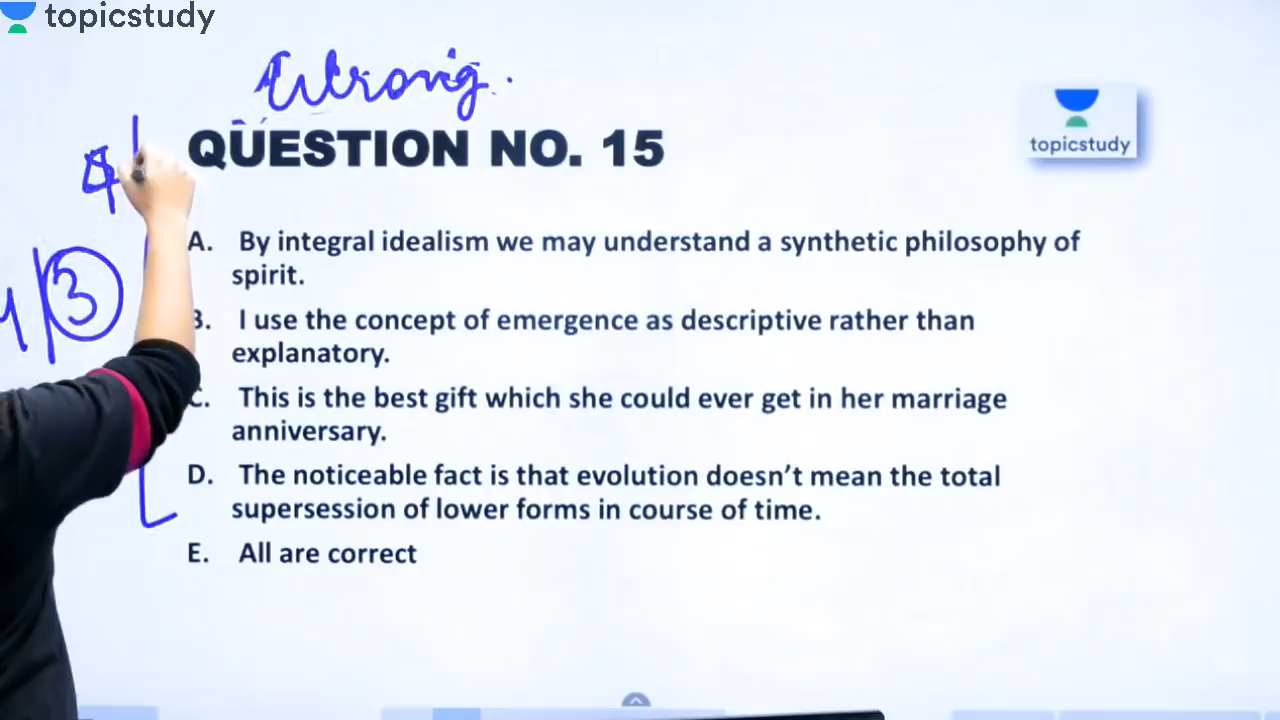 topicstudy
Wrong.
QUESTION NO. 15
topicstudy
4
3
A. By integral idealism we may understand a synthetic philosophy of
spirit.
B. I use the concept of emergence as descriptive rather than
explanatory.
C. This is the best gift which she could ever get in her marriage
anniversary.
D. The noticeable fact is that evolution doesn't mean the total
supersession of lower forms in course of time.
E. All are correct